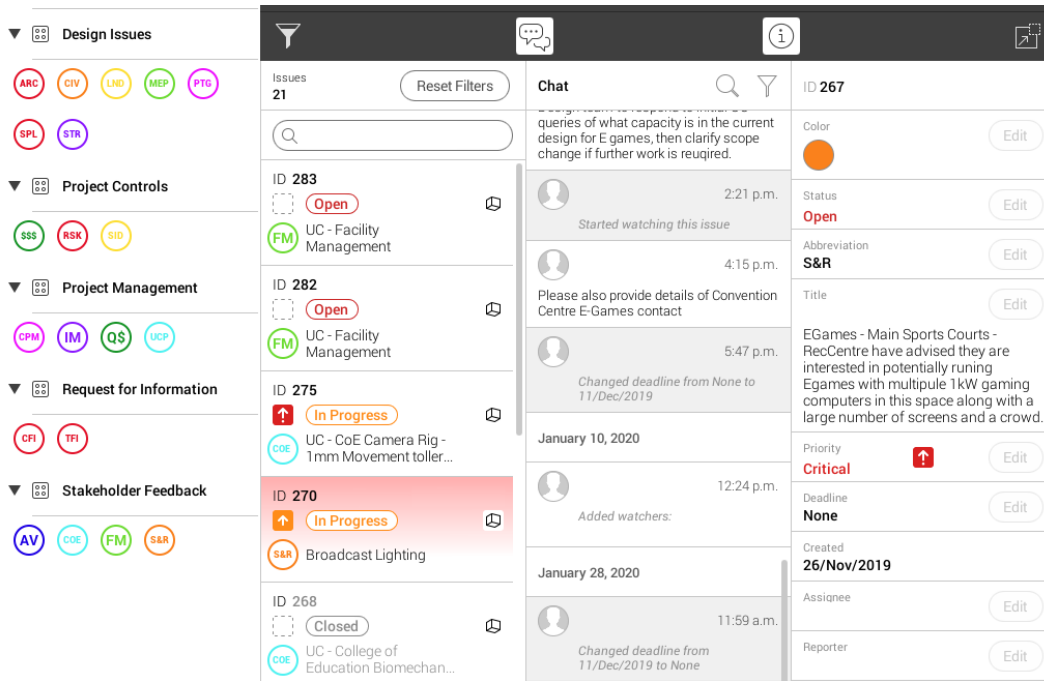 Design Issues
ARC CIV LND MEP PTG
SPL STR
Project Controls
$$$ RSK SID
Project Management
CPM IM Q$ UCP
Request for Information
CFI TFI
Stakeholder Feedback
AV COE FM S&R
Issues
21
Reset Filters
ID 283
Open
FM
UC - Facility
Management
ID 282
Open
FM
UC - Facility
Management
ID 275
In Progress
COE
UC - CoE Camera Rig -
1mm Movement toller...
ID 270
In Progress
S&R
Broadcast Lighting
ID 268
Closed
COE
UC - College of
Education Biomechan...
Chat
queries of what capacity is in the current
design for E games, then clarify scope
change if further work is reuqired.
2:21 p.m.
Started watching this issue
4:15 p.m.
Please also provide details of Convention
Centre E-Games contact
5:47 p.m.
Changed deadline from None to
11/Dec/2019
January 10, 2020
12:24 p.m.
Added watchers:
January 28, 2020
11:59 a.m.
Changed deadline from
11/Dec/2019 to None
ID 267
Color
Edit
Status
Open
Edit
Abbreviation
S&R
Edit
Title
Edit
EGames - Main Sports Courts -
RecCentre have advised they are
interested in potentially runing
Egames with multipule 1kW gaming
computers in this space along with a
large number of screens and a crowd.
Priority
Critical
Edit
Deadline
None
Edit
Created
26/Nov/2019
Assignee
Edit
Reporter
Edit